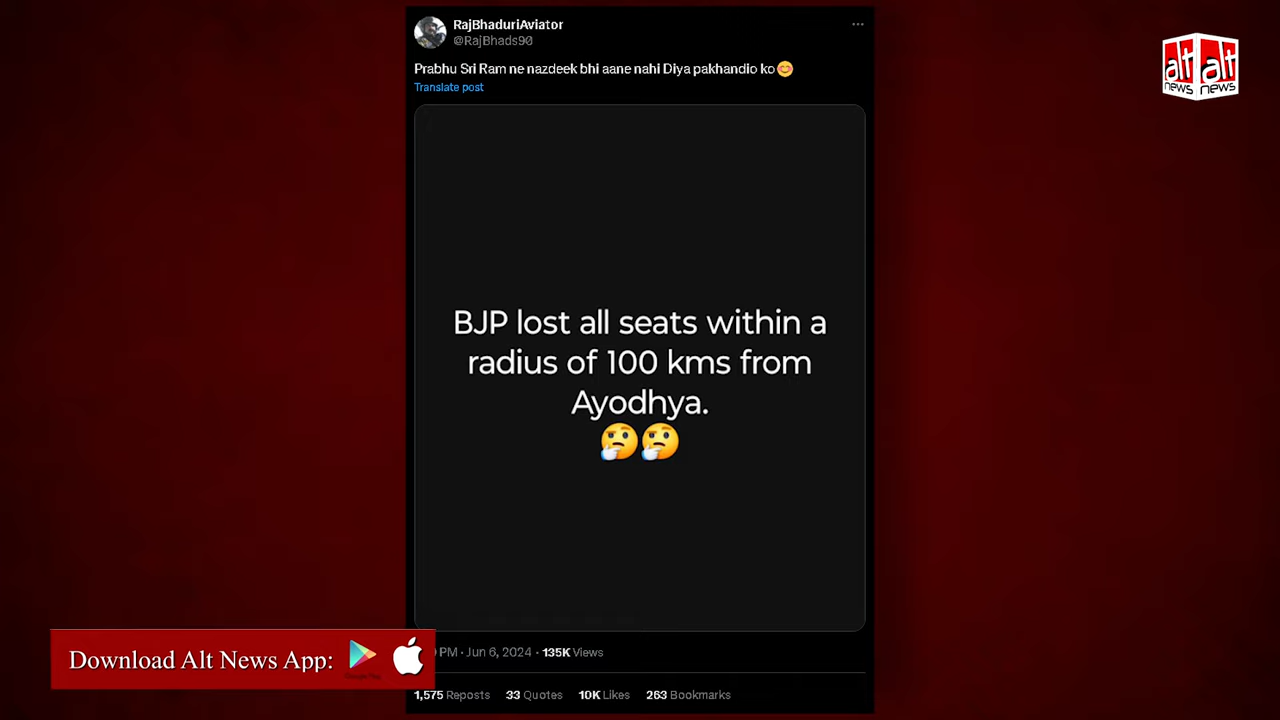 RajBhaduriAviator
@RajBhads90
Prabhu Sri Ram ne nazdeek bhi aane nahi Diya pakhandio ko😊
Translate post
alt alt
news news
BJP lost all seats within a
radius of 100 kms from
Ayodhya.
🤔🤔
PM · Jun 6, 2024 · 135K Views
1,575 Reposts 33 Quotes 10K Likes 263 Bookmarks
Download Alt News App: